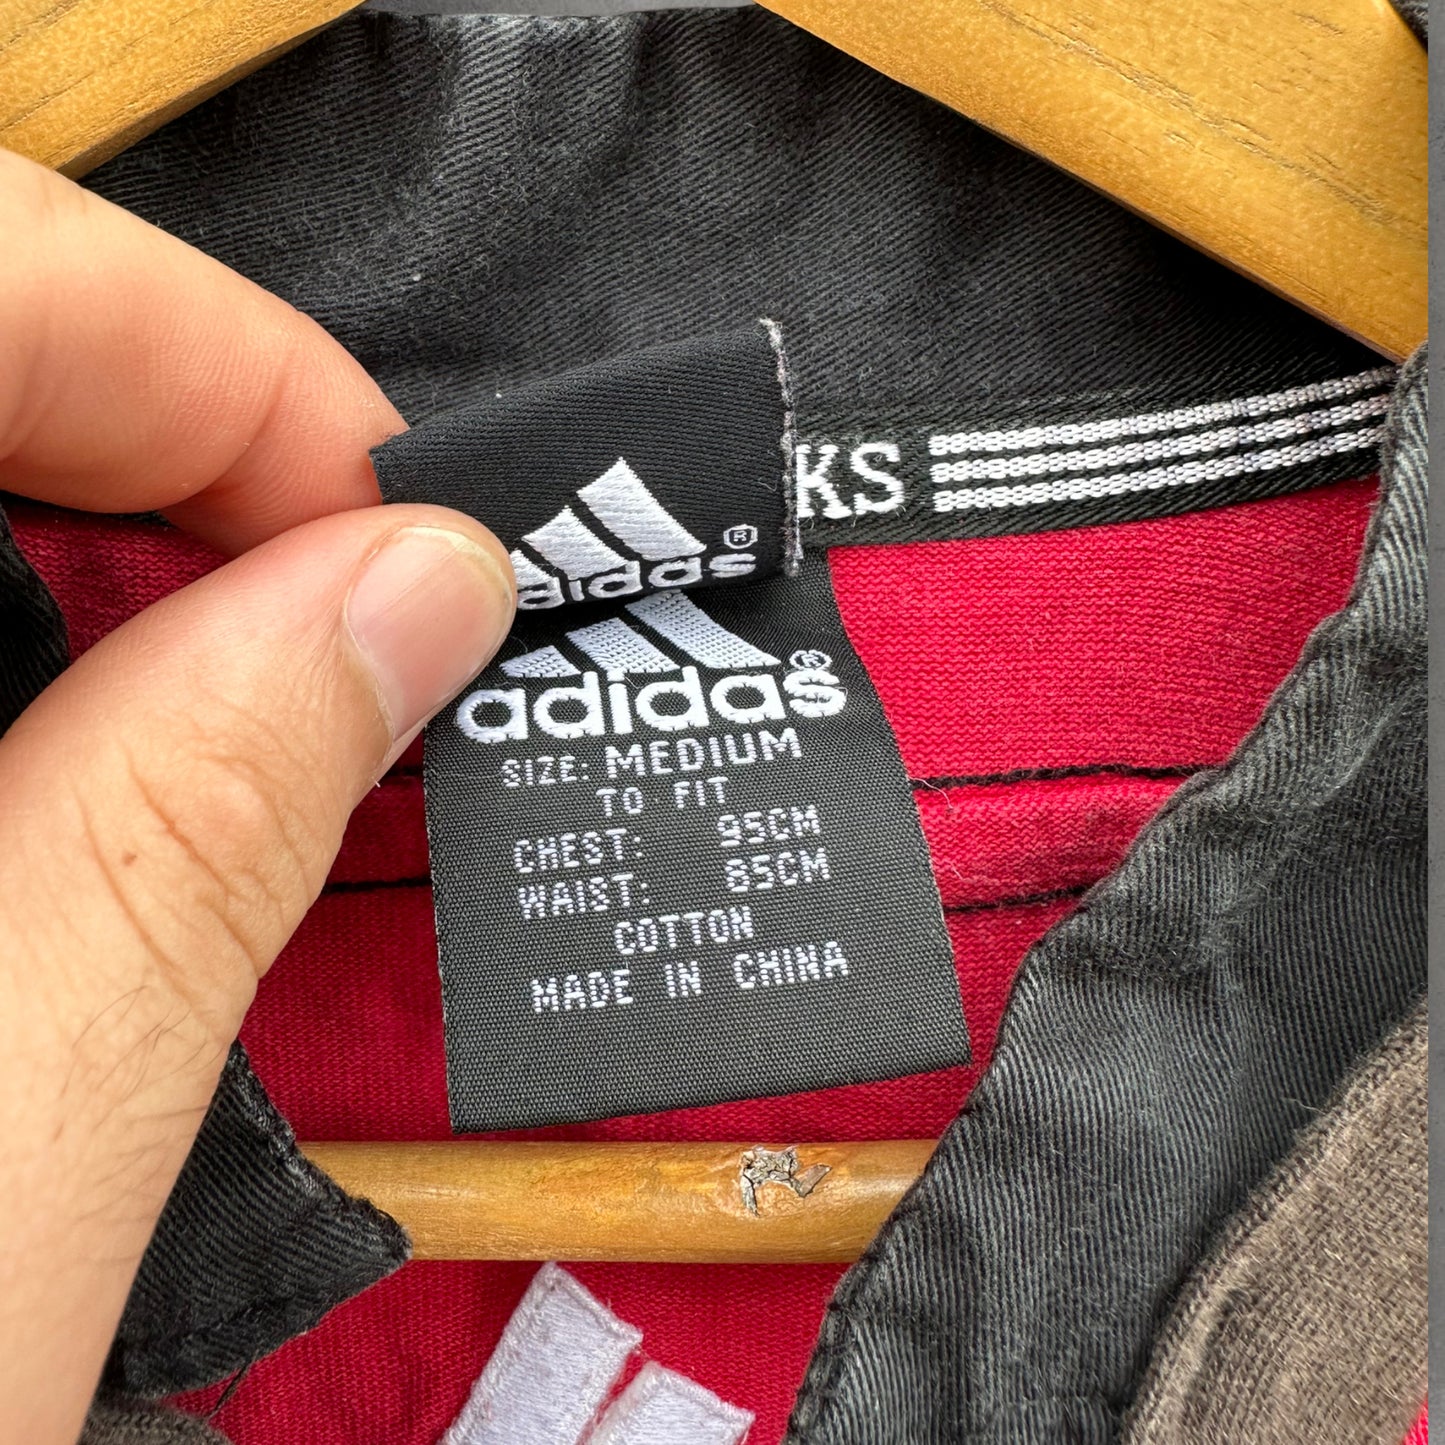 KS
adidas ®
adidas ®
SIZE: MEDIUM
TO FIT
CHEST: 95CM
WAIST: 85CM
COTTON
MADE IN CHINA